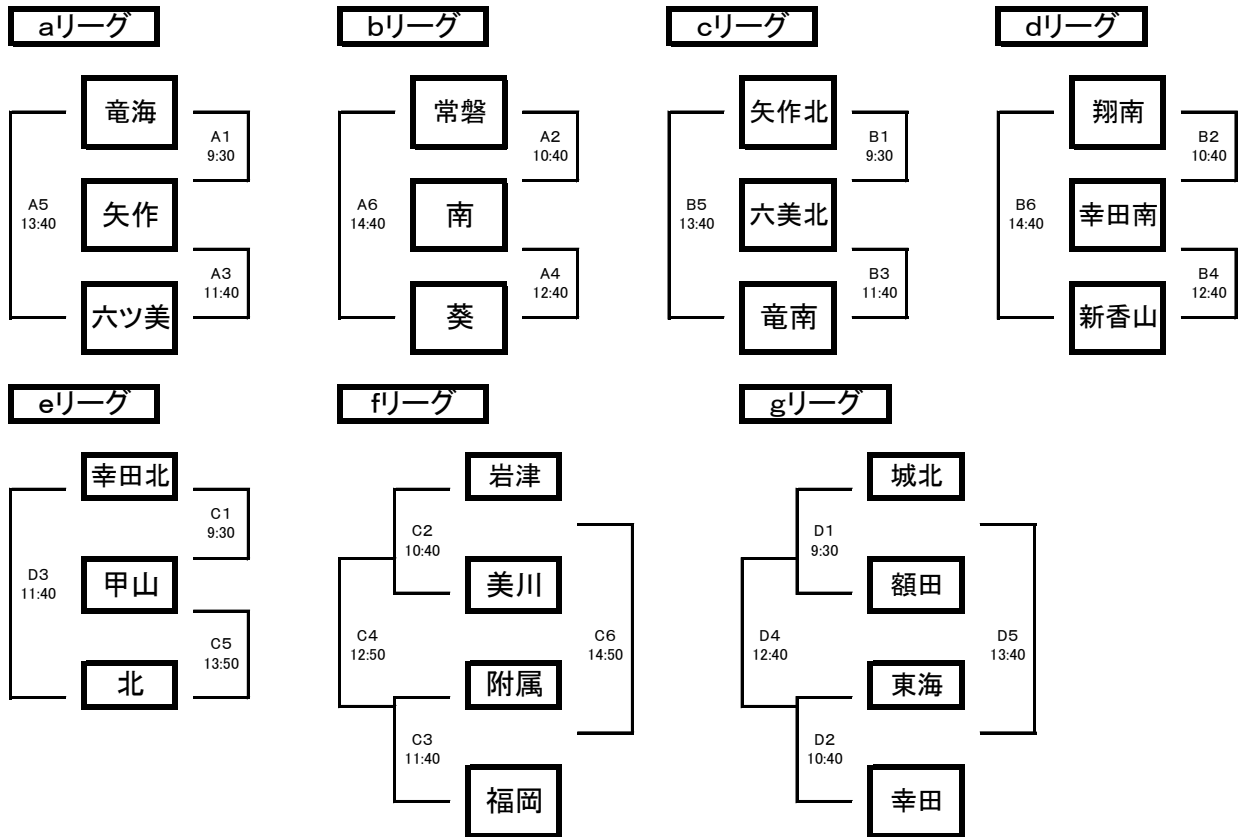 aリーグ
bリーグ
cリーグ
dリーグ
竜海
A1
9:30
A5
13:40
矢作
A3
11:40
六ツ美
常磐
A2
10:40
A6
14:40
南
A4
12:40
葵
矢作北
B1
9:30
B5
13:40
六美北
B3
11:40
竜南
翔南
B2
10:40
B6
14:40
幸田南
B4
12:40
新香山
eリーグ
fリーグ
gリーグ
幸田北
C1
9:30
D3
11:40
甲山
C5
13:50
北
岩津
C2
10:40
美川
C4
12:50
C6
14:50
附属
C3
11:40
福岡
城北
D1
9:30
額田
D4
12:40
D5
13:40
東海
D2
10:40
幸田